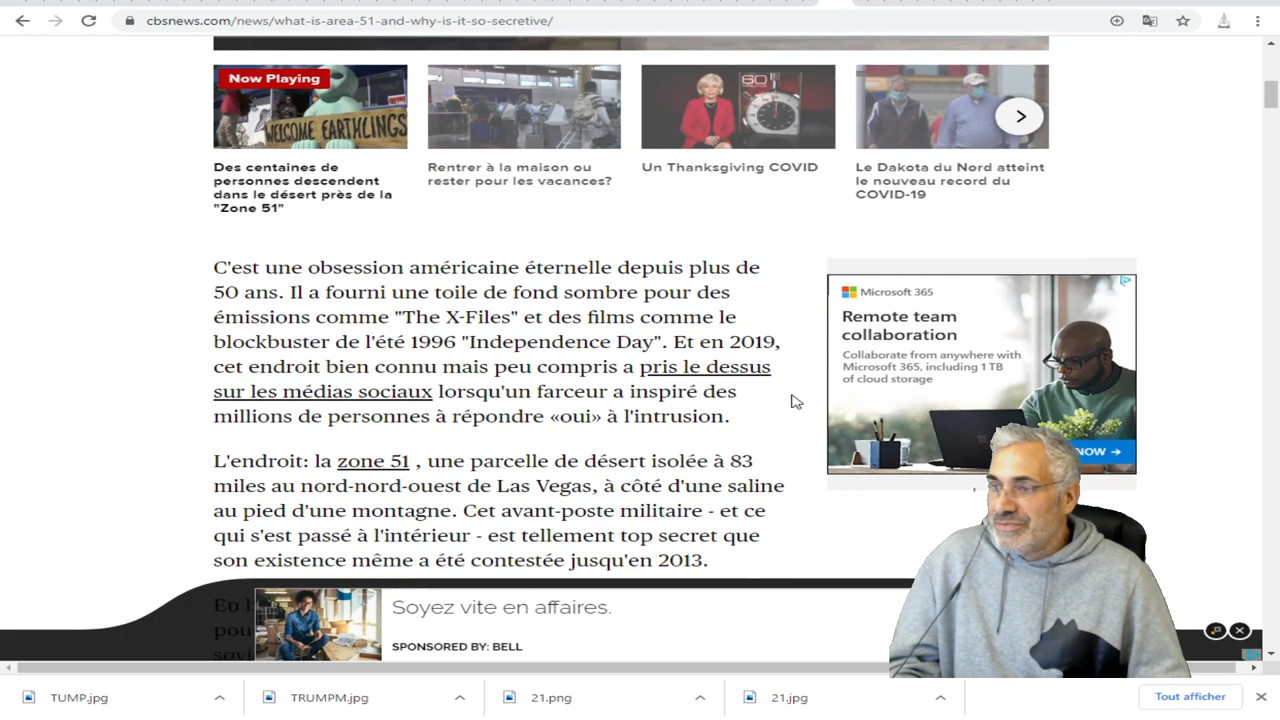 cbsnews.com/news/what-is-area-51-and-why-is-it-so-secretive/
Now Playing
WELCOME EARTHLINGS
60
Des centaines de
personnes descendent
dans le désert près de la
"Zone 51"
Rentrer à la maison ou
rester pour les vacances?
Un Thanksgiving COVID
Le Dakota du Nord atteint
le nouveau record du
COVID-19
C'est une obsession américaine éternelle depuis plus de
50 ans. Il a fourni une toile de fond sombre pour des
émissions comme "The X-Files" et des films comme le
blockbuster de l'été 1996 "Independence Day". Et en 2019,
cet endroit bien connu mais peu compris a pris le dessus
sur les médias sociaux lorsqu'un farceur a inspiré des
millions de personnes à répondre «oui» à l'intrusion.
L'endroit: la zone 51 , une parcelle de désert isolée à 83
miles au nord-nord-ouest de Las Vegas, à côté d'une saline
au pied d'une montagne. Cet avant-poste militaire - et ce
qui s'est passé à l'intérieur - est tellement top secret que
son existence même a été contestée jusqu'en 2013.
Microsoft 365
Remote team
collaboration
Collaborate from anywhere with
Microsoft 365, including 1 TB
of cloud storage
NOW →
Soyez vite en affaires.
SPONSORED BY: BELL
TUMP.jpg
TRUMPM.jpg
21.png
21.jpg
Tout afficher